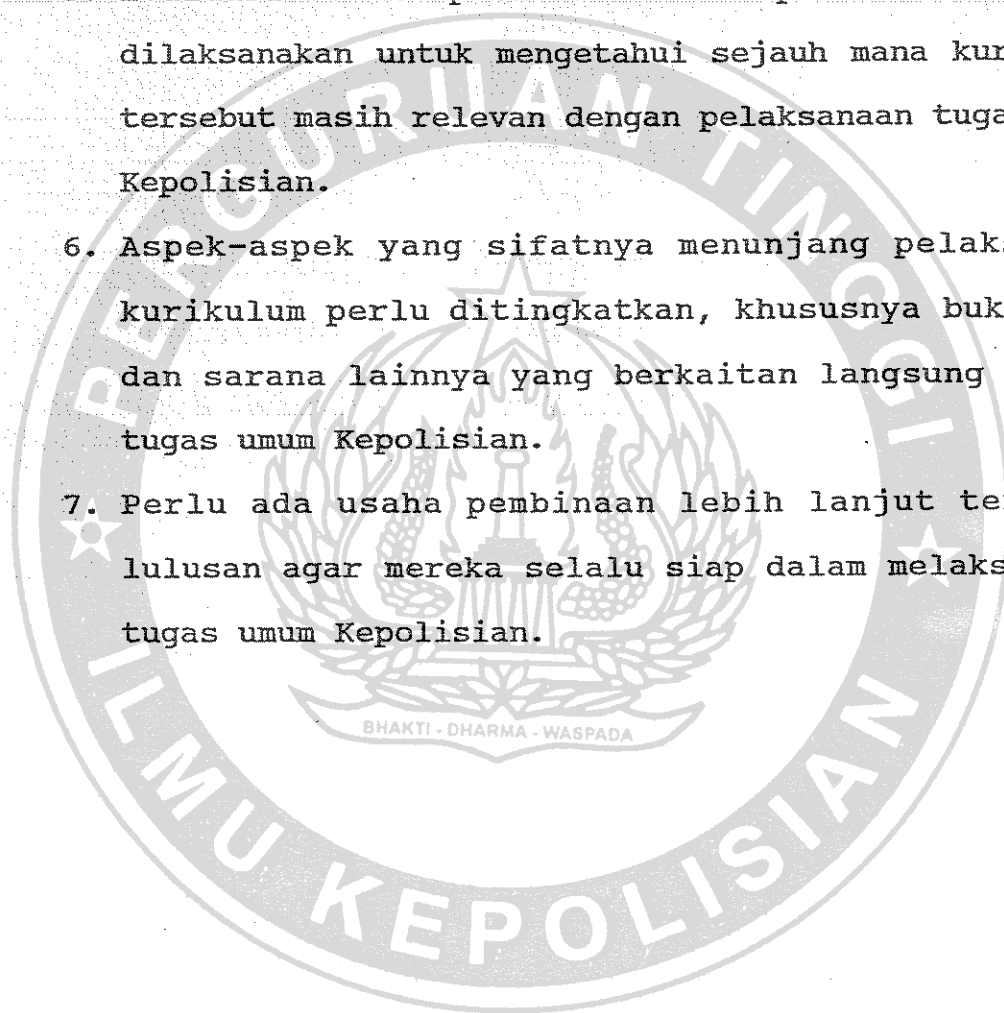 dilaksanakan untuk mengetahui sejauh mana kur
tersebut masih relevan dengan pelaksanaan tuga
Kepolisian.
6. Aspek-aspek yang sifatnya menunjang pelak
kurikulum perlu ditingkatkan, khususnya buk
dan sarana lainnya yang berkaitan langsung
tugas umum Kepolisian.
7. Perlu ada usaha pembinaan lebih lanjut te
lulusan agar mereka selalu siap dalam melaks
tugas umum Kepolisian.
PERGURUAN TINGGI
BHAKTI - DHARMA - WASPADA
ILMU KEPOLISIAN